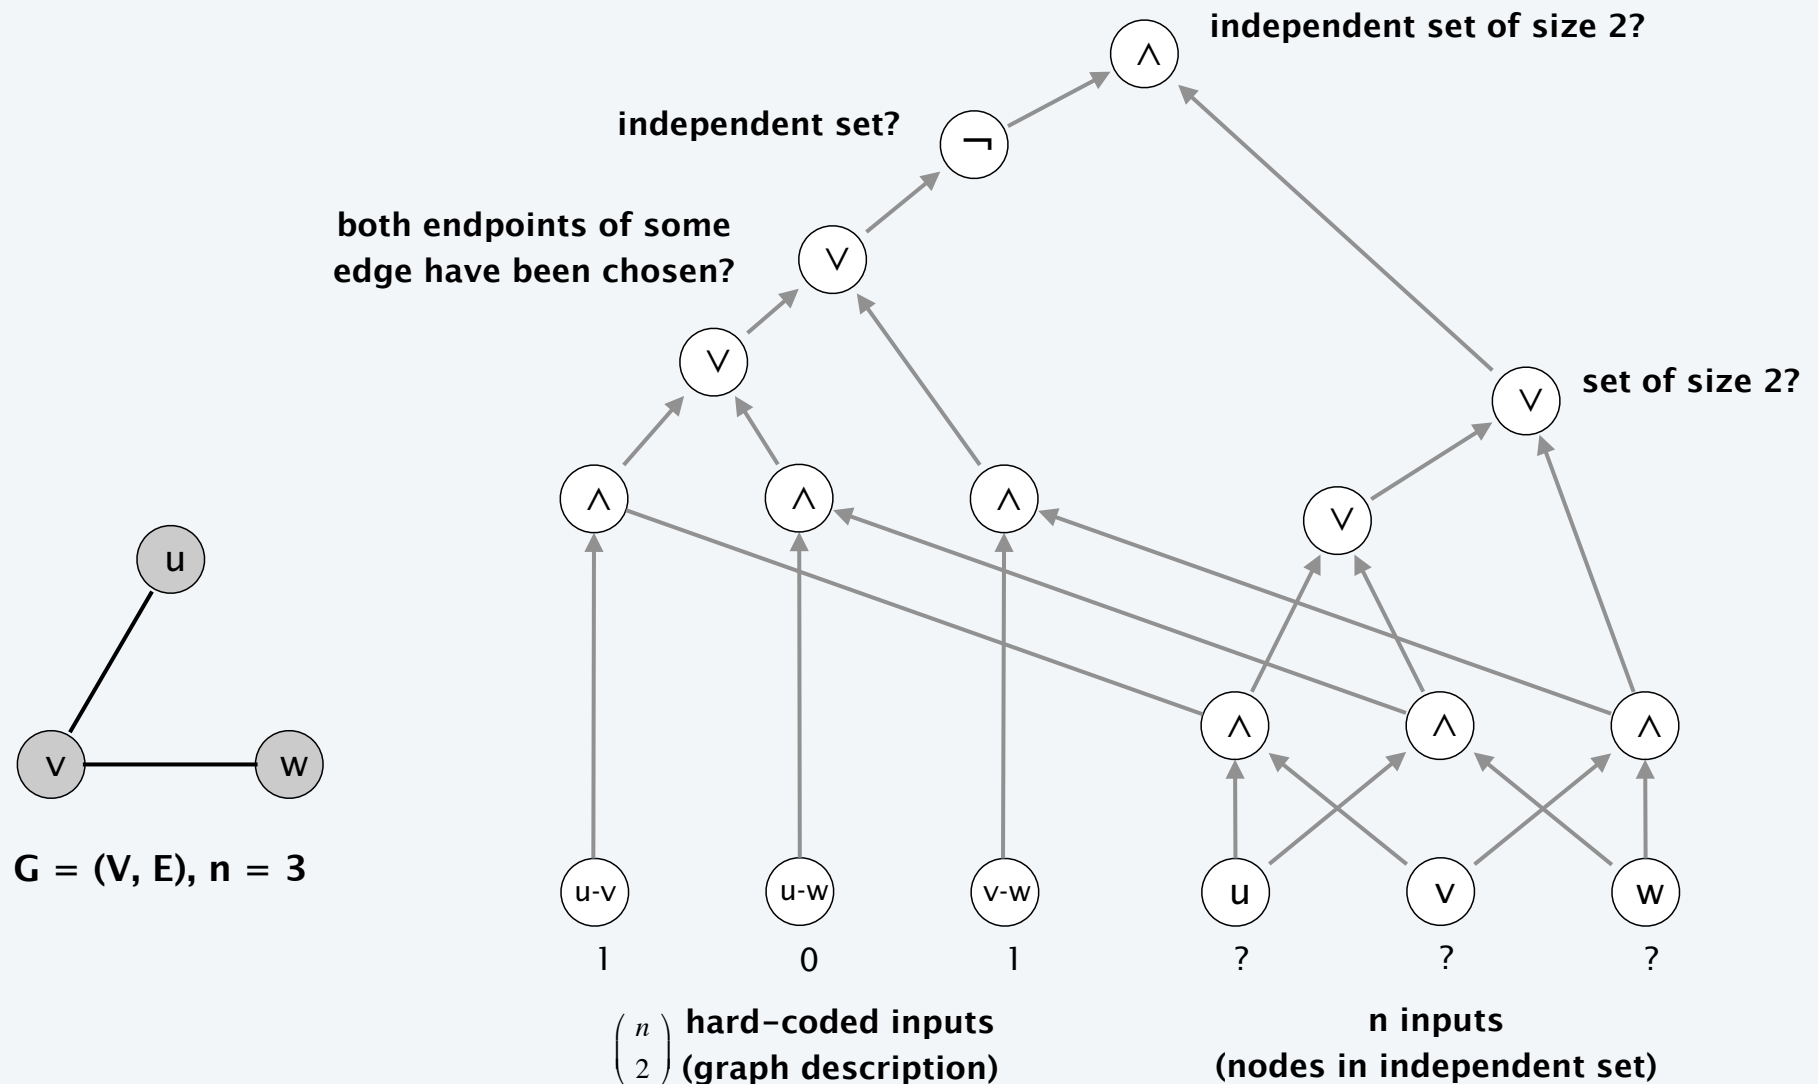 independent set of size 2?
∧
independent set?
¬
both endpoints of some
edge have been chosen?
∨
∨
set of size 2?
∨
∧
∧
∧
∨
u
v
w
∧
∧
∧
G = (V, E), n = 3
u-v
u-w
v-w
u
v
w
1
0
1
?
?
?
(n 2) hard-coded inputs
(graph description)
n inputs
(nodes in independent set)